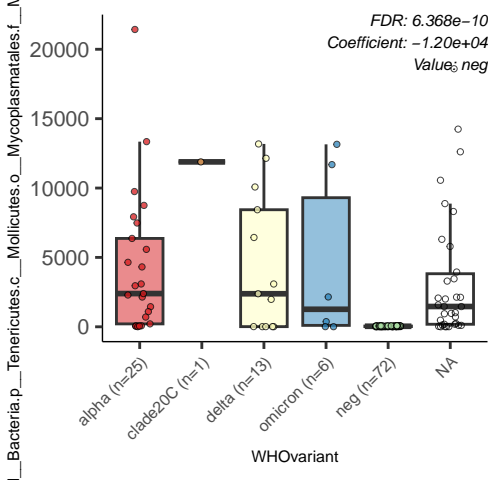 FDR: 6.368e−10
Coefficient: −1.20e+04
Value: neg
20000
15000
10000
5000
0
alpha (n=25)
clade20C (n=1)
delta (n=13)
omicron (n=6)
neg (n=72)
NA
WHOvariant
__Bacteria.p__Tenericutes.c__Mollicutes.o__Mycoplasmatales.f__